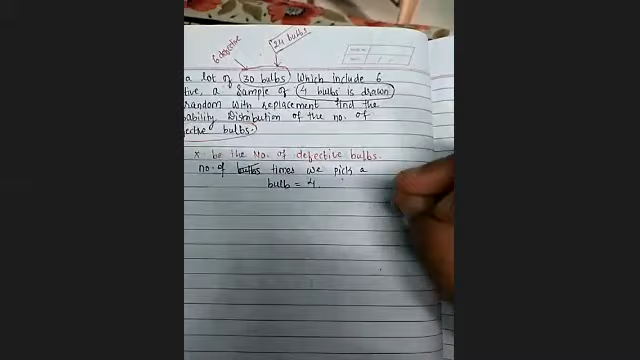 24 bulbs
6 defective
a lot of 30 bulbs Which include 6
tive, a sample of 4 bulbs is drawn
random with replacement find the
bability Distribution of the no. of
bulbs.
X be the No. of defective bulbs.
no. of bulbs times we pick a
bulb = 4.